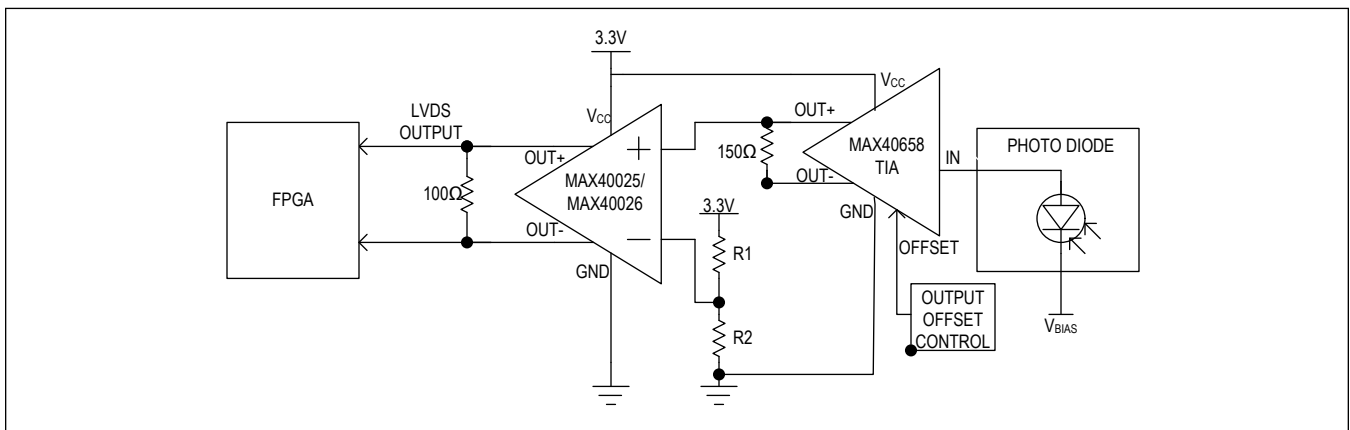 3.3V
LVDS
OUTPUT
FPGA
100Ω
VCC
OUT+
OUT-
GND
MAX40025/
MAX40026
+
−
3.3V
R1
R2
150Ω
OUT+
OUT-
VCC
MAX40658
TIA
GND
IN
OFFSET
OUTPUT
OFFSET
CONTROL
PHOTO DIODE
VBIAS